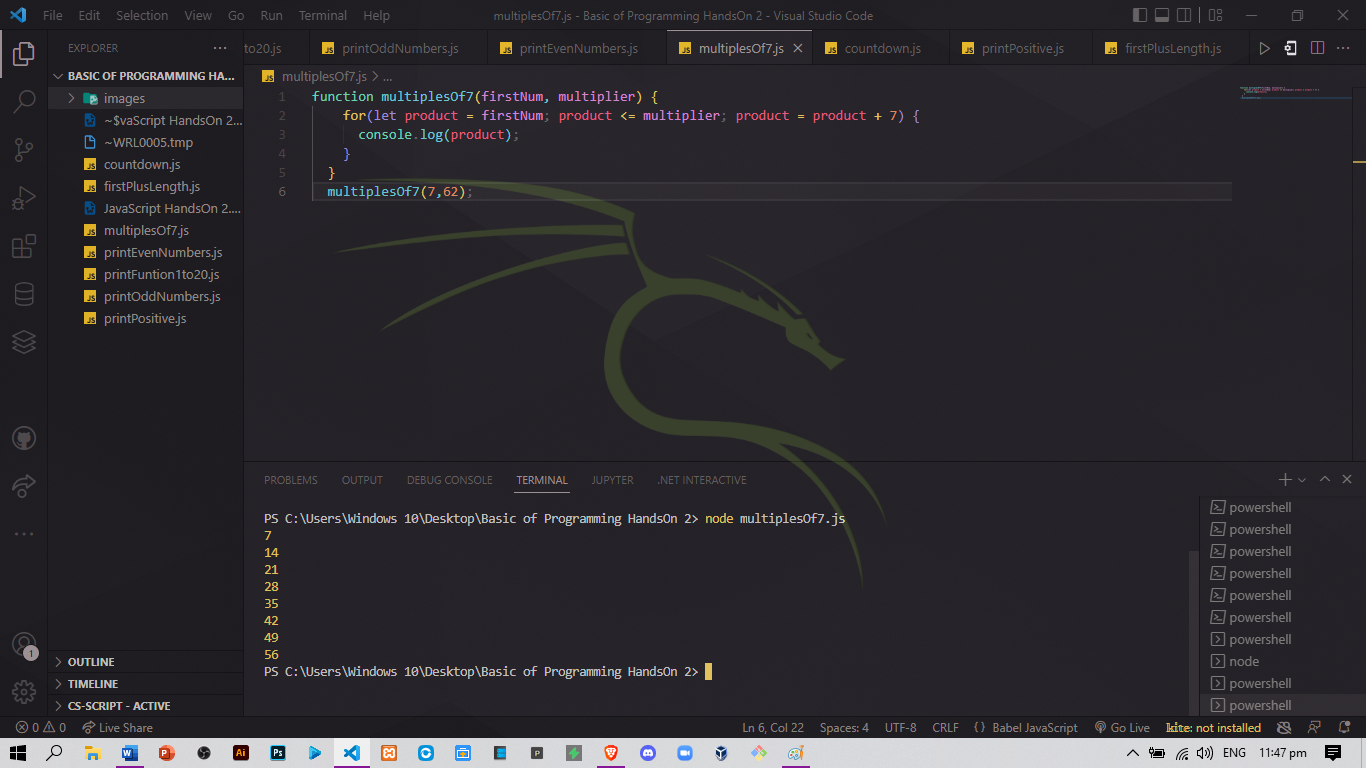 File Edit Selection View Go Run Terminal Help multiplesOf7.js - Basic of Programming HandsOn 2 - Visual Studio Code
EXPLORER ...
to20.js printOddNumbers.js printEvenNumbers.js multiplesOf7.js countdown.js printPositive.js firstPlusLength.js
BASIC OF PROGRAMMING HA...
images
~$vaScript HandsOn 2...
~WRL0005.tmp
countdown.js
firstPlusLength.js
JavaScript HandsOn 2....
multiplesOf7.js
printEvenNumbers.js
printFuntion1to20.js
printOddNumbers.js
printPositive.js
OUTLINE
TIMELINE
CS-SCRIPT - ACTIVE
multiplesOf7.js > ...
1 function multiplesOf7(firstNum, multiplier) {
2 for(let product = firstNum; product <= multiplier; product = product + 7) {
3 console.log(product);
4 }
5 }
6 multiplesOf7(7,62);
PROBLEMS OUTPUT DEBUG CONSOLE TERMINAL JUPYTER .NET INTERACTIVE
PS C:\Users\Windows 10\Desktop\Basic of Programming HandsOn 2> node multiplesOf7.js
7
14
21
28
35
42
49
56
PS C:\Users\Windows 10\Desktop\Basic of Programming HandsOn 2>
powershell
powershell
powershell
powershell
powershell
powershell
powershell
node
powershell
powershell
1
0 0 Live Share Ln 6, Col 22 Spaces: 4 UTF-8 CRLF { } Babel JavaScript Go Live kite: not installed
ENG 11:47 pm